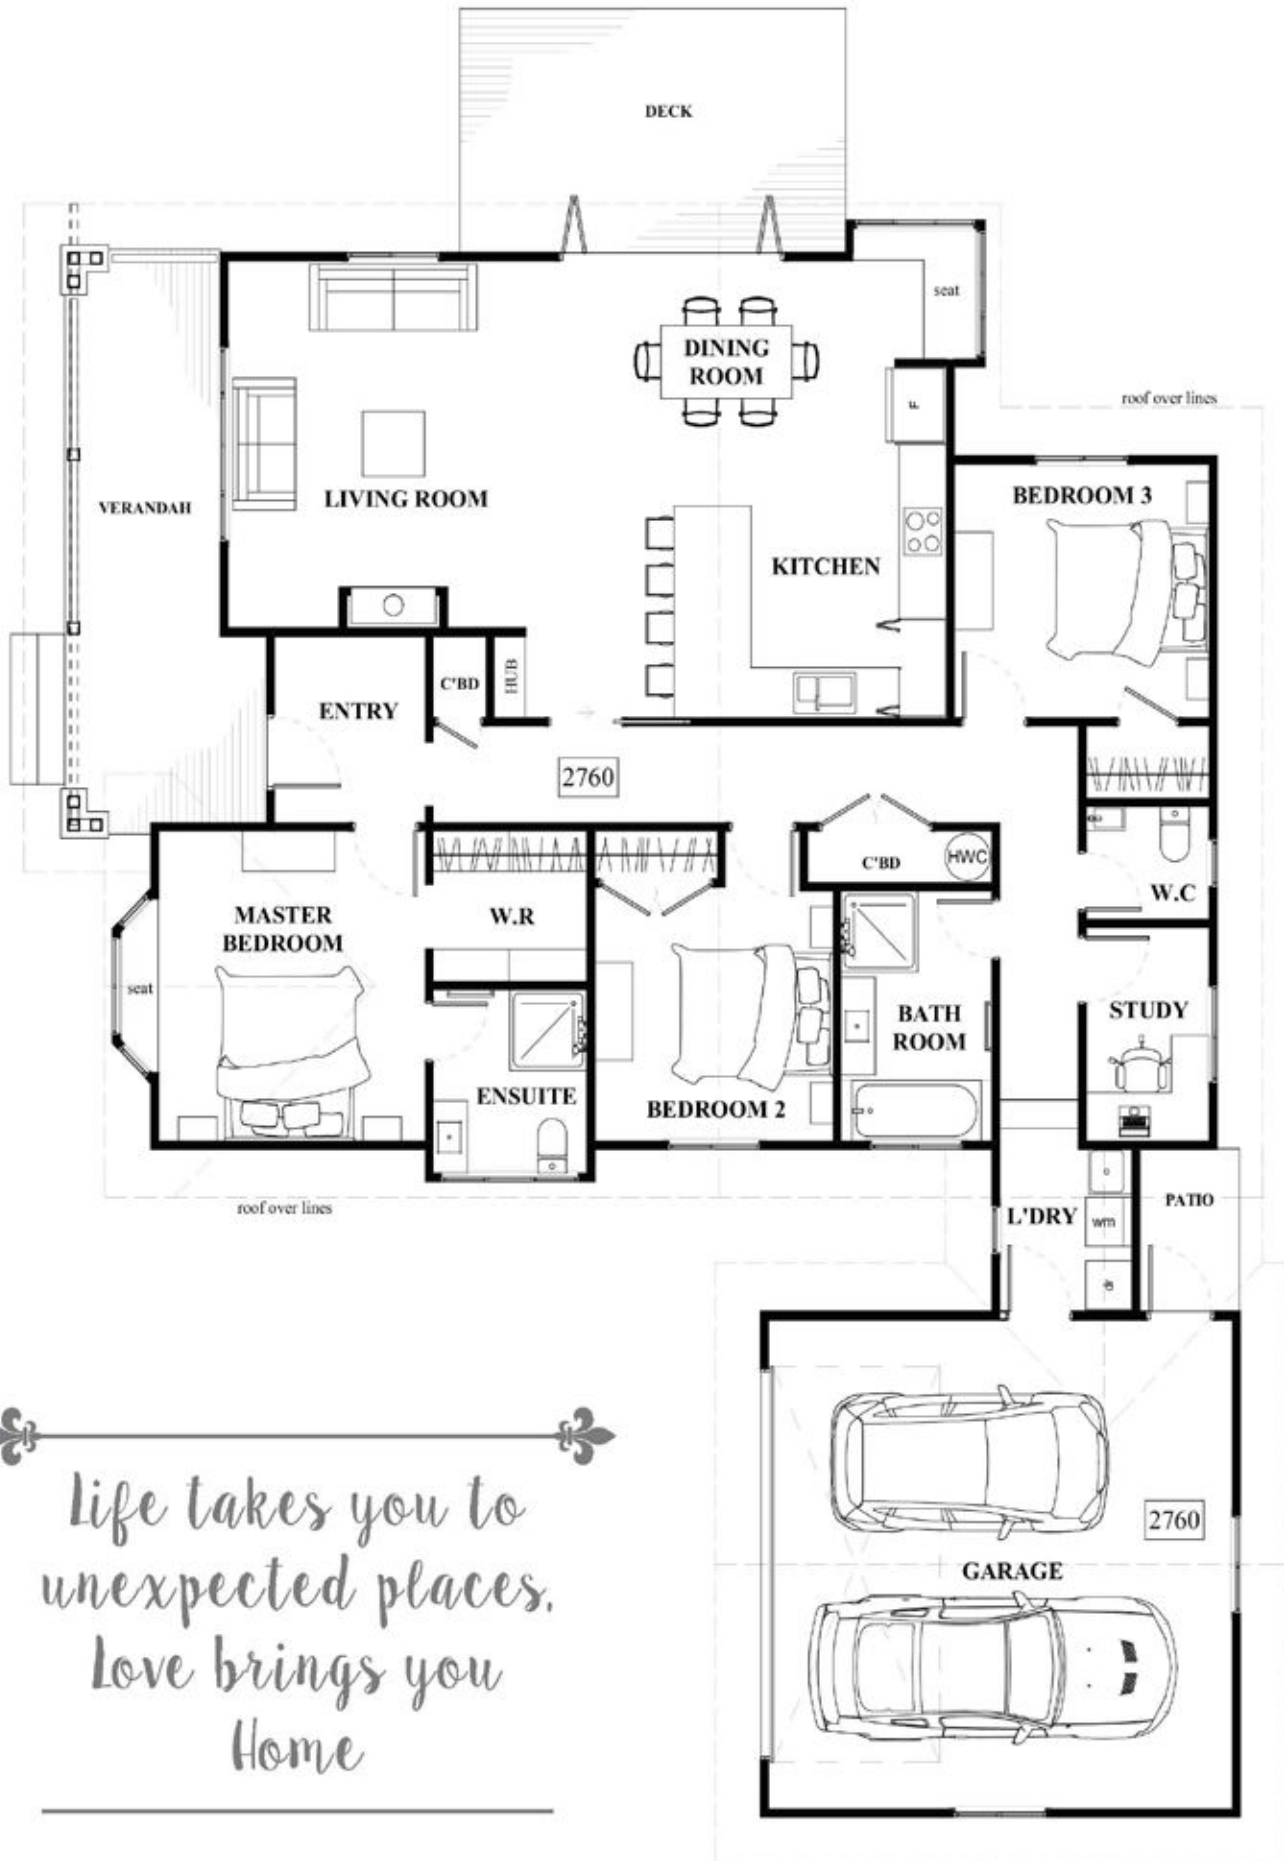 DECK
seat
DINING
ROOM
F
roof over lines
BEDROOM 3
LIVING ROOM
VERANDAH
KITCHEN
C'BD
HUB
ENTRY
2760
C'BD
HWC
W.C
MASTER
BEDROOM
W.R
seat
BATH
ROOM
STUDY
ENSUITE
BEDROOM 2
roof over lines
L'DRY
wm
PATIO
2760
GARAGE
Life takes you to
unexpected places,
Love brings you
Home